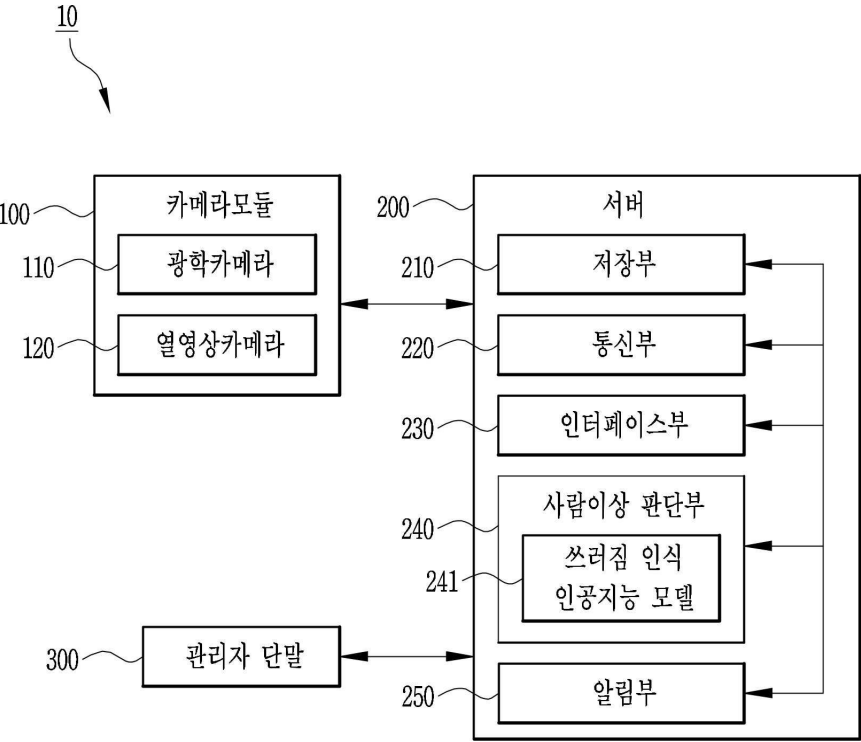 10
100
카메라모듈
110
광학카메라
120
열영상카메라
200
서버
210
저장부
220
통신부
230
인터페이스부
240
사람이상 판단부
241
쓰러짐 인식
인공지능 모델
300
관리자 단말
250
알림부